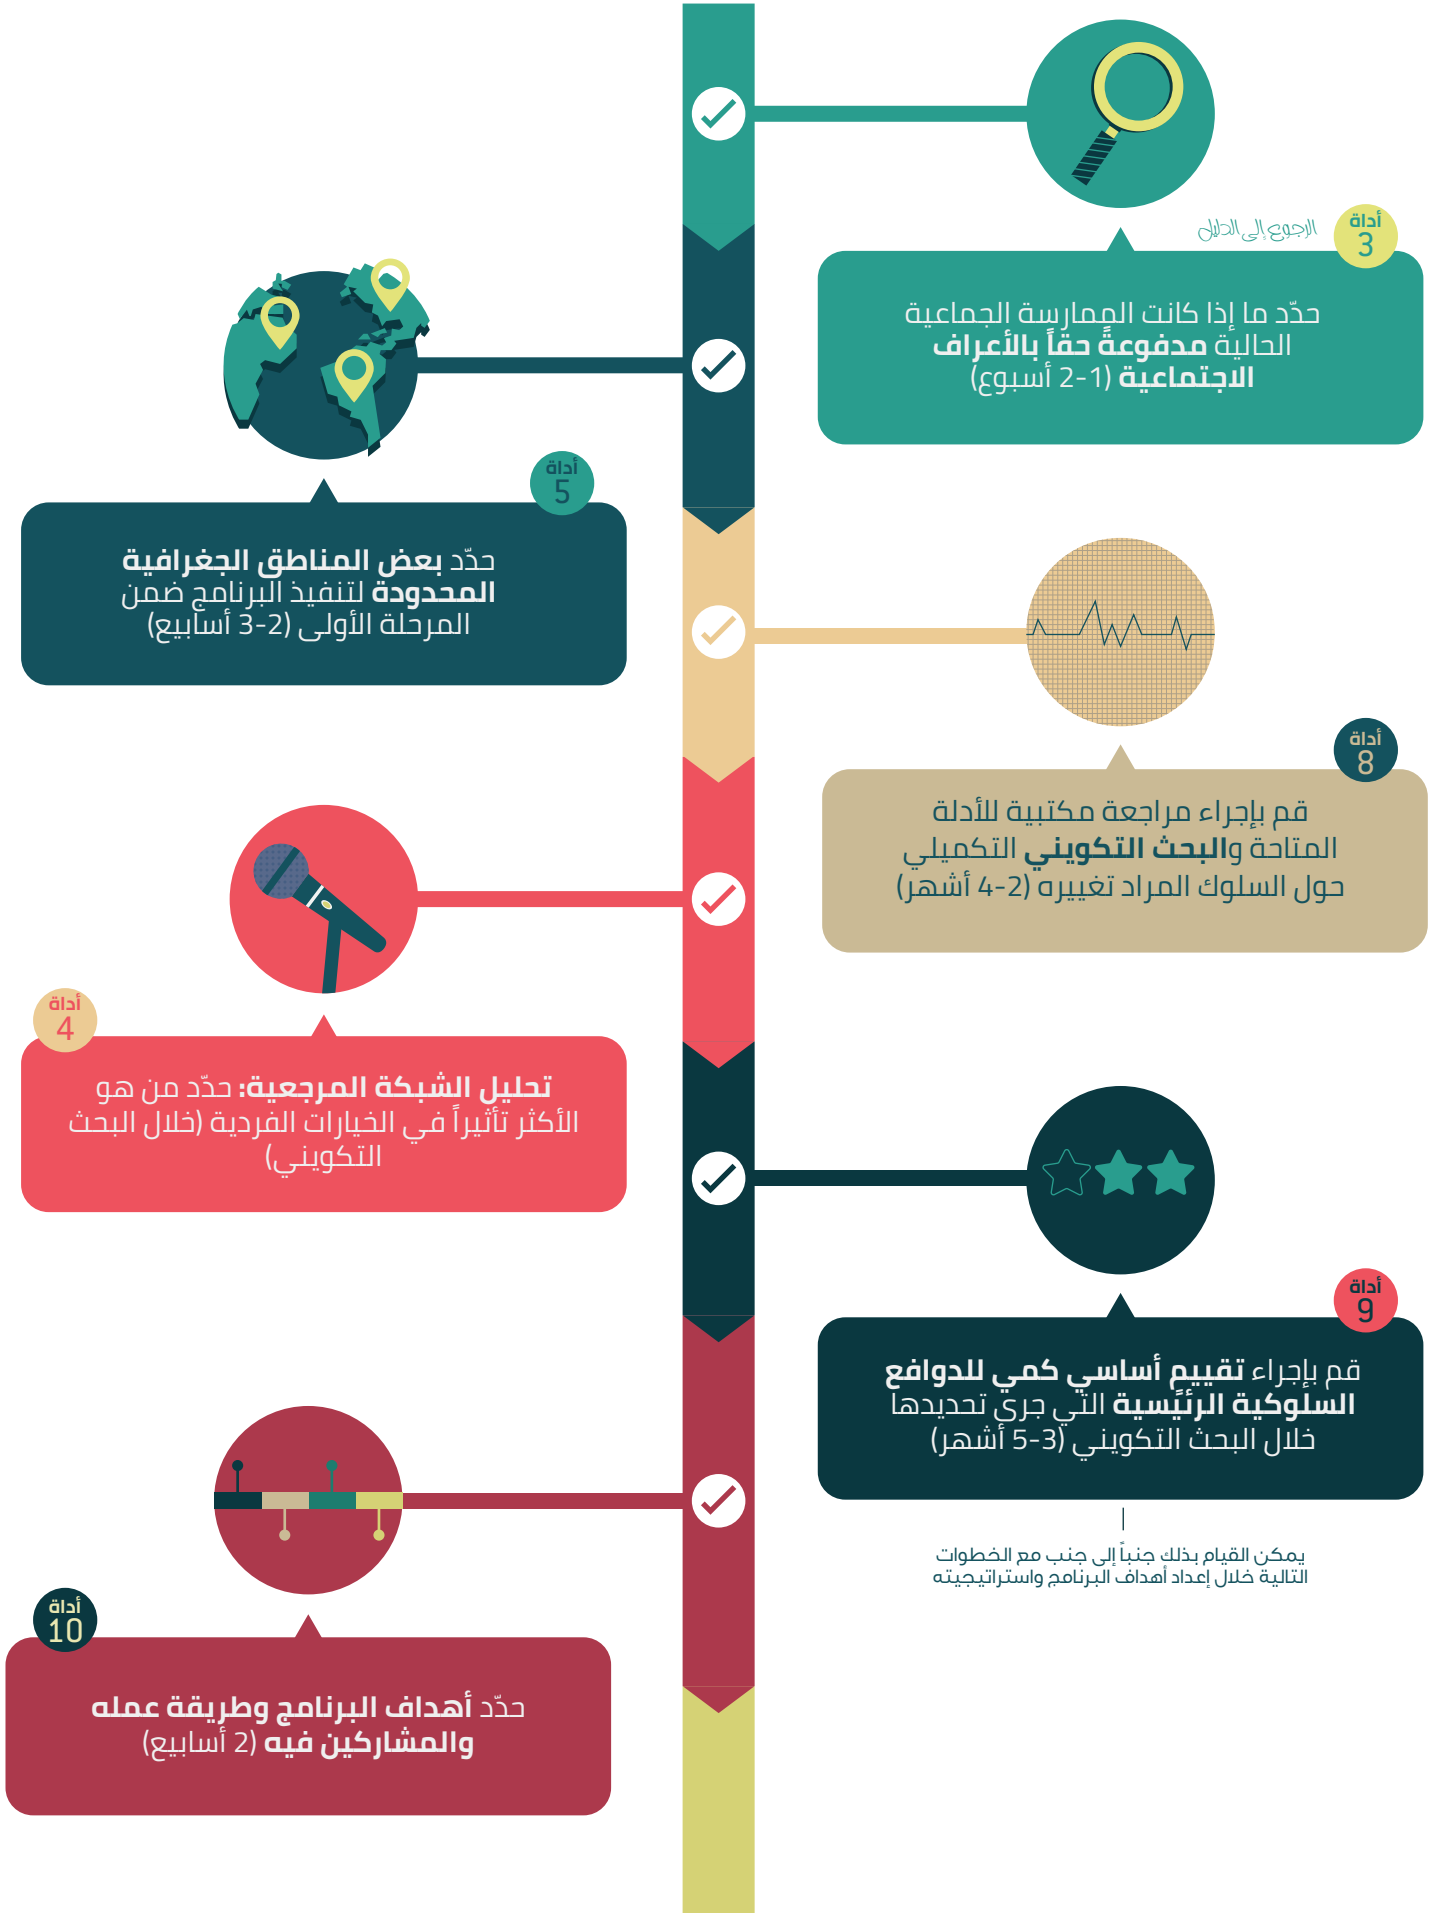 الرجوع إلى الدليل
أداة
3
حدّد ما إذا كانت الممارسة الجماعية
الحالية مدفوعةً حقاً بالأعراف
الاجتماعية (1-2 أسبوع)
أداة
5
حدّد بعض المناطق الجغرافية
المحدودة لتنفيذ البرنامج ضمن
المرحلة الأولى (2-3 أسابيع)
أداة
8
قم بإجراء مراجعة مكتبية للأدلة
المتاحة والبحث التكويني التكميلي
حول السلوك المراد تغييره (2-4 أشهر)
أداة
4
تحليل الشبكة المرجعية: حدّد من هو
الأكثر تأثيراً في الخيارات الفردية (خلال البحث
التكويني)
أداة
9
قم بإجراء تقييم أساسي كمي للدوافع
السلوكية الرئيسية التي جرى تحديدها
خلال البحث التكويني (3-5 أشهر)
يمكن القيام بذلك جنباً إلى جنب مع الخطوات
التالية خلال إعداد أهداف البرنامج واستراتيجيته
أداة
10
حدّد أهداف البرنامج وطريقة عمله
والمشاركين فيه (2 أسابيع)